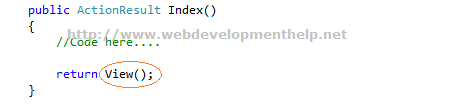 public ActionResult Index()
{
//Code here....
http://www.webdevelopmenthelp.net
return View();
}